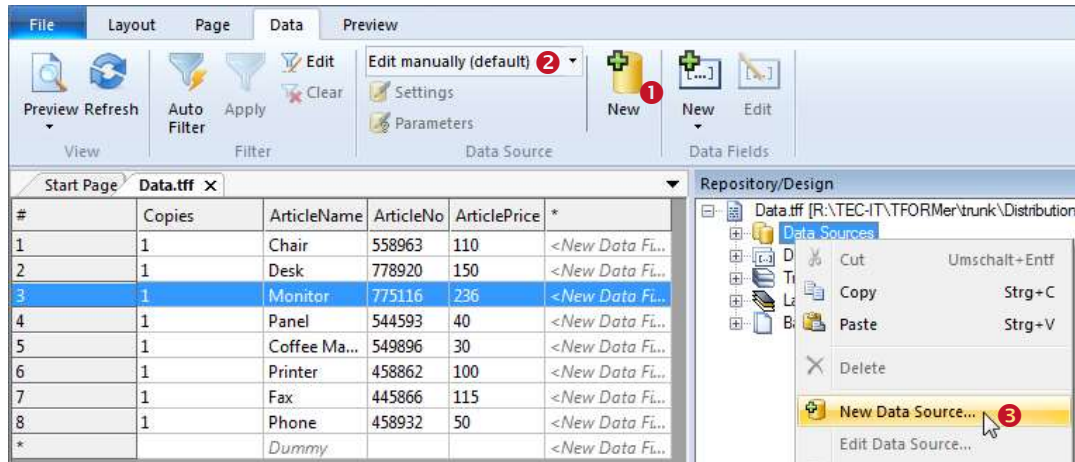 File Layout Page Data Preview
Edit manually (default) 2
Edit
Clear
Settings
Parameters
Preview Refresh
Auto Filter
Apply
New 1
New
Edit
View Filter Data Source Data Fields
Start Page Data.tff X
# Copies ArticleName ArticleNo ArticlePrice *
1 1 Chair 558963 110 <New Data Fi...
2 1 Desk 778920 150 <New Data Fi...
3 1 Monitor 775116 236 <New Data Fi...
4 1 Panel 544593 40 <New Data Fi...
5 1 Coffee Ma... 549896 30 <New Data Fi...
6 1 Printer 458862 100 <New Data Fi...
7 1 Fax 445866 115 <New Data Fi...
8 1 Phone 458932 50 <New Data Fi...
* Dummy <New Data Fi...
Repository/Design
Data.tff [R:\TEC-IT\TFORMer\trunk\Distribution
Data Sources
D
Tr
La
Ba
Cut Umschalt+Entf
Copy Strg+C
Paste Strg+V
Delete
New Data Source... 3
Edit Data Source...